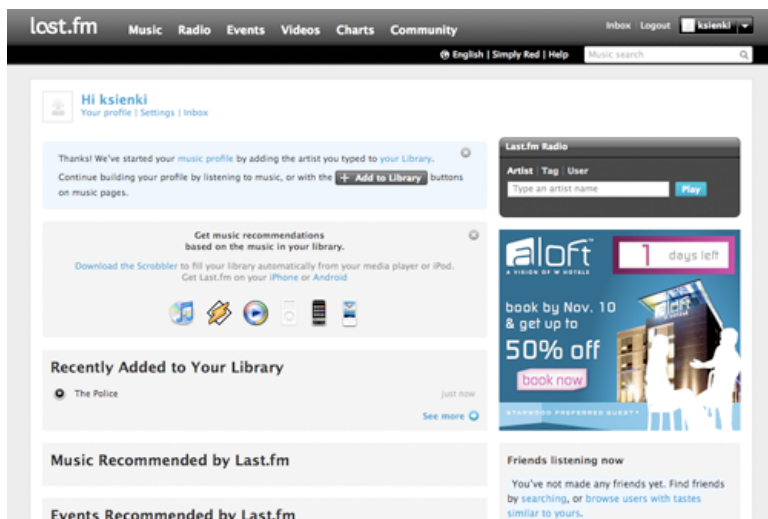 last.fm Music Radio Events Videos Charts Community Inbox Logout ksienki
English | Simply Red | Help Music search
Hi ksienki
Your profile | Settings | Inbox
Thanks! We've started your music profile by adding the artist you typed to your Library.
Continue building your profile by listening to music, or with the + Add to Library buttons
on music pages.
Get music recommendations
based on the music in your library.
Download the Scrobbler to fill your library automatically from your media player or iPod.
Get Last.fm on your iPhone or Android
Recently Added to Your Library
The Police just now
See more
Music Recommended by Last.fm
Events Recommended by Last.fm
Last.fm Radio
Artist | Tag | User
Type an artist name Play
aloft 1 days left
A VISION OF W HOTELS
book by Nov. 10
& get up to
50% off
book now
STARWOOD PREFERRED GUEST
Friends listening now
You've not made any friends yet. Find friends
by searching, or browse users with tastes
similar to yours.